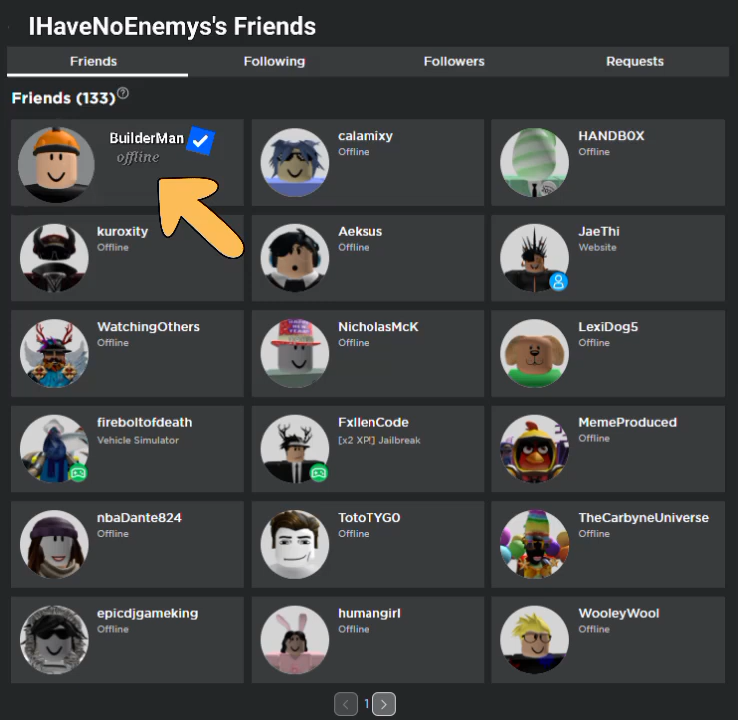 IHaveNoEnemys's Friends
Friends Following Followers Requests
Friends (133) ?
BuilderMan
offline
calamixy
Offline
HANDBOX
Offline
kuroxity
Offline
Aeksus
Offline
JaeThi
Website
WatchingOthers
Offline
NicholasMcK
Offline
LexiDog5
Offline
fireboltofdeath
Vehicle Simulator
FxllenCode
[x2 XP!] Jailbreak
MemeProduced
Offline
nbaDante824
Offline
TotoTYG0
Offline
TheCarbyneUniverse
Offline
epicdjgameking
Offline
humangirl
Offline
WooleyWool
Offline
1